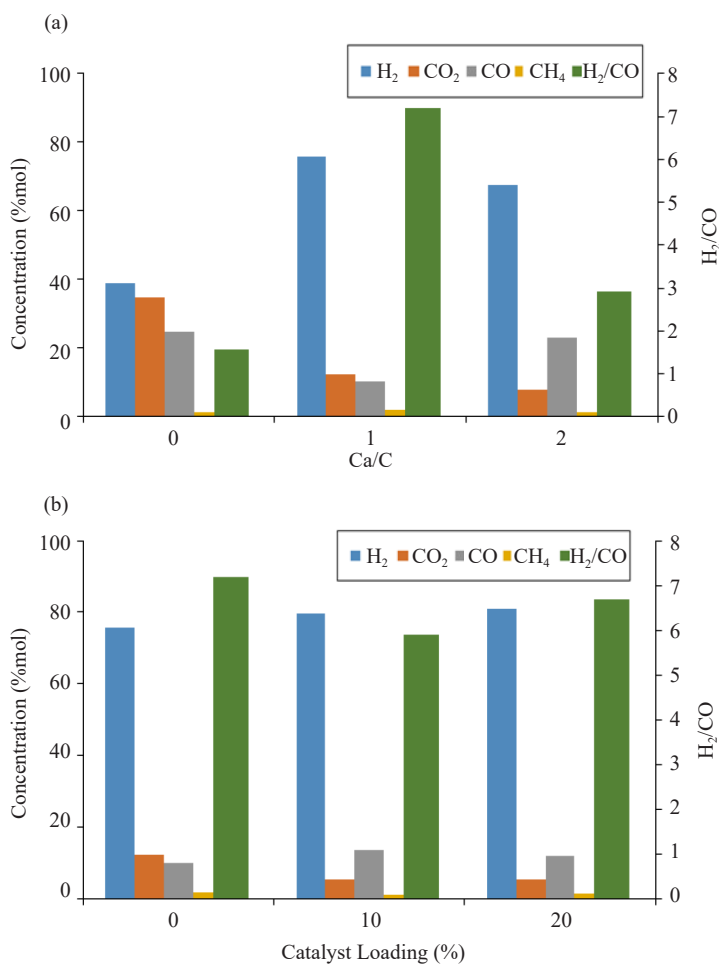 (a)
H₂ CO₂ CO CH₄ H₂/CO
100
80
60
40
20
0
Concentration (%mol)
8
7
6
5
4
3
2
1
0
H₂/CO
0 1 2
Ca/C
(b)
H₂ CO₂ CO CH₄ H₂/CO
100
80
60
40
20
0
Concentration (%mol)
8
7
6
5
4
3
2
1
0
H₂/CO
0 10 20
Catalyst Loading (%)